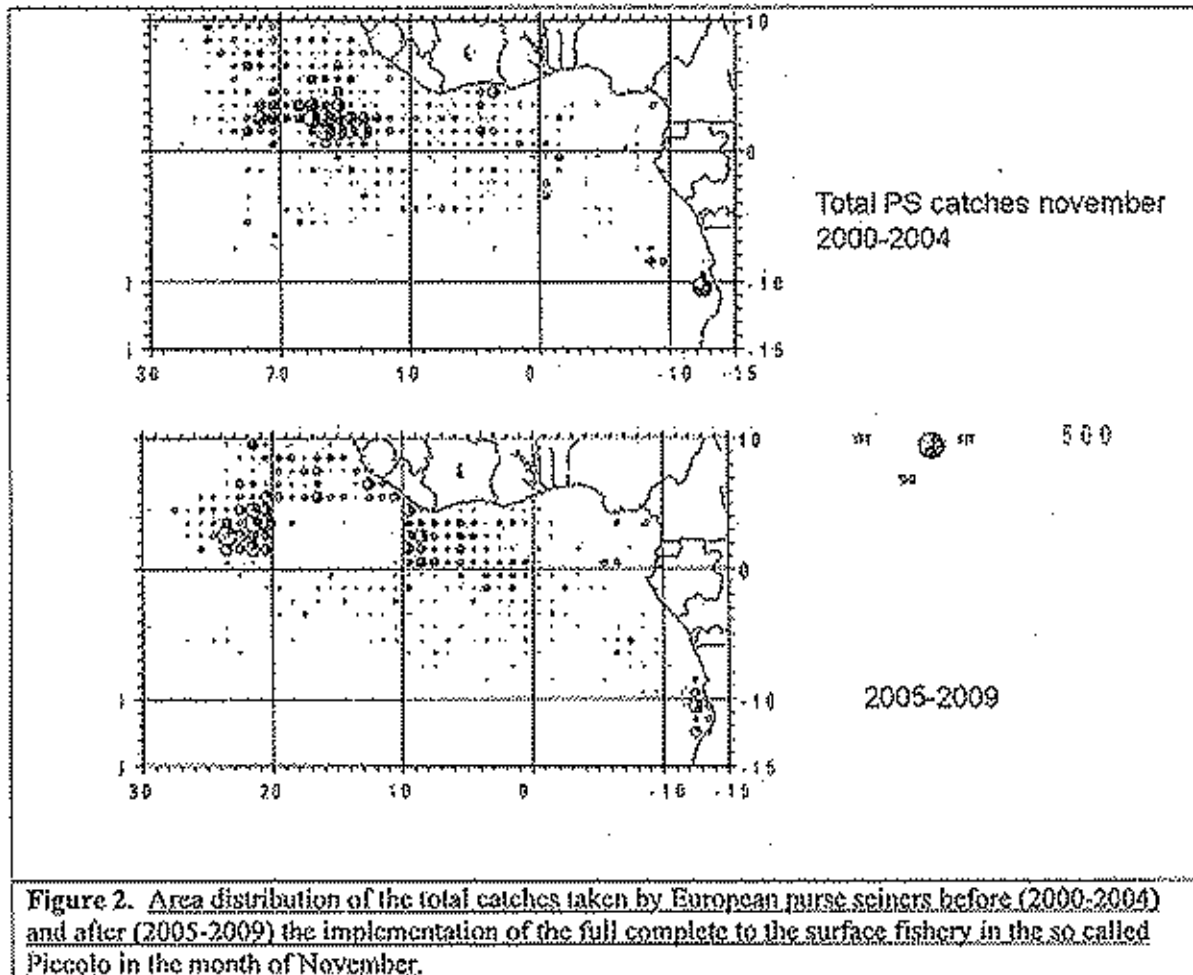 10
0
-10
-15
30 20 10 0 -10 -15
Total PS catches november
2000-2004
10
500
0
-10
-15
30 20 10 0 -10 -15
2005-2009
Figure 2. Area distribution of the total catches taken by European purse seiners before (2000-2004)
and after (2005-2009) the implementation of the full complete to the surface fishery in the so called
Piccolo in the month of November.